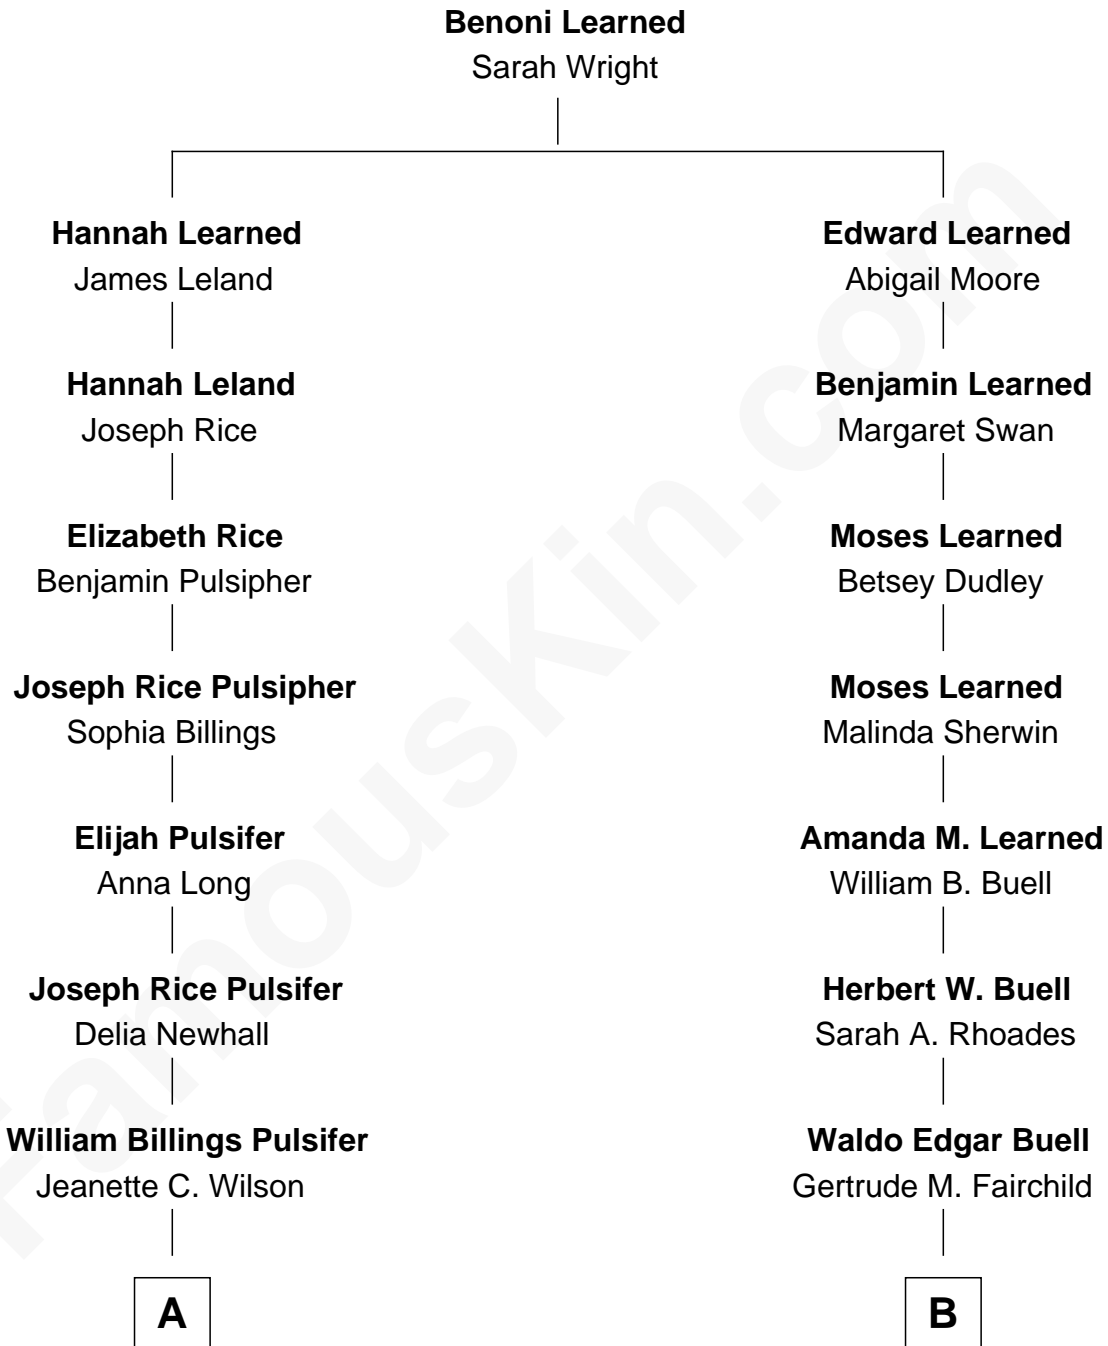 Benoni Learned
Sarah Wright
Hannah Learned
James Leland
Edward Learned
Abigail Moore
Hannah Leland
Joseph Rice
Benjamin Learned
Margaret Swan
Elizabeth Rice
Benjamin Pulsipher
Moses Learned
Betsey Dudley
Joseph Rice Pulsipher
Sophia Billings
Moses Learned
Malinda Sherwin
Elijah Pulsifer
Anna Long
Amanda M. Learned
William B. Buell
Joseph Rice Pulsifer
Delia Newhall
Herbert W. Buell
Sarah A. Rhoades
William Billings Pulsifer
Jeanette C. Wilson
Waldo Edgar Buell
Gertrude M. Fairchild
A
B
FamousKin.com